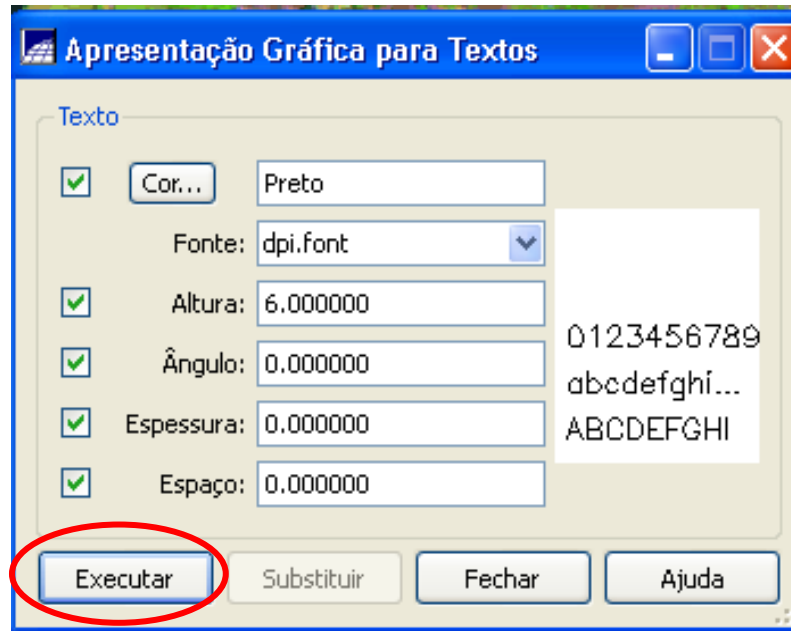 Apresentação Gráfica para Textos
Texto
Cor... Preto
Fonte: dpi.font
Altura: 6.000000
Ângulo: 0.000000
Espessura: 0.000000
Espaço: 0.000000
0123456789
abcdefghi...
ABCDEFGHI
Executar Substituir Fechar Ajuda